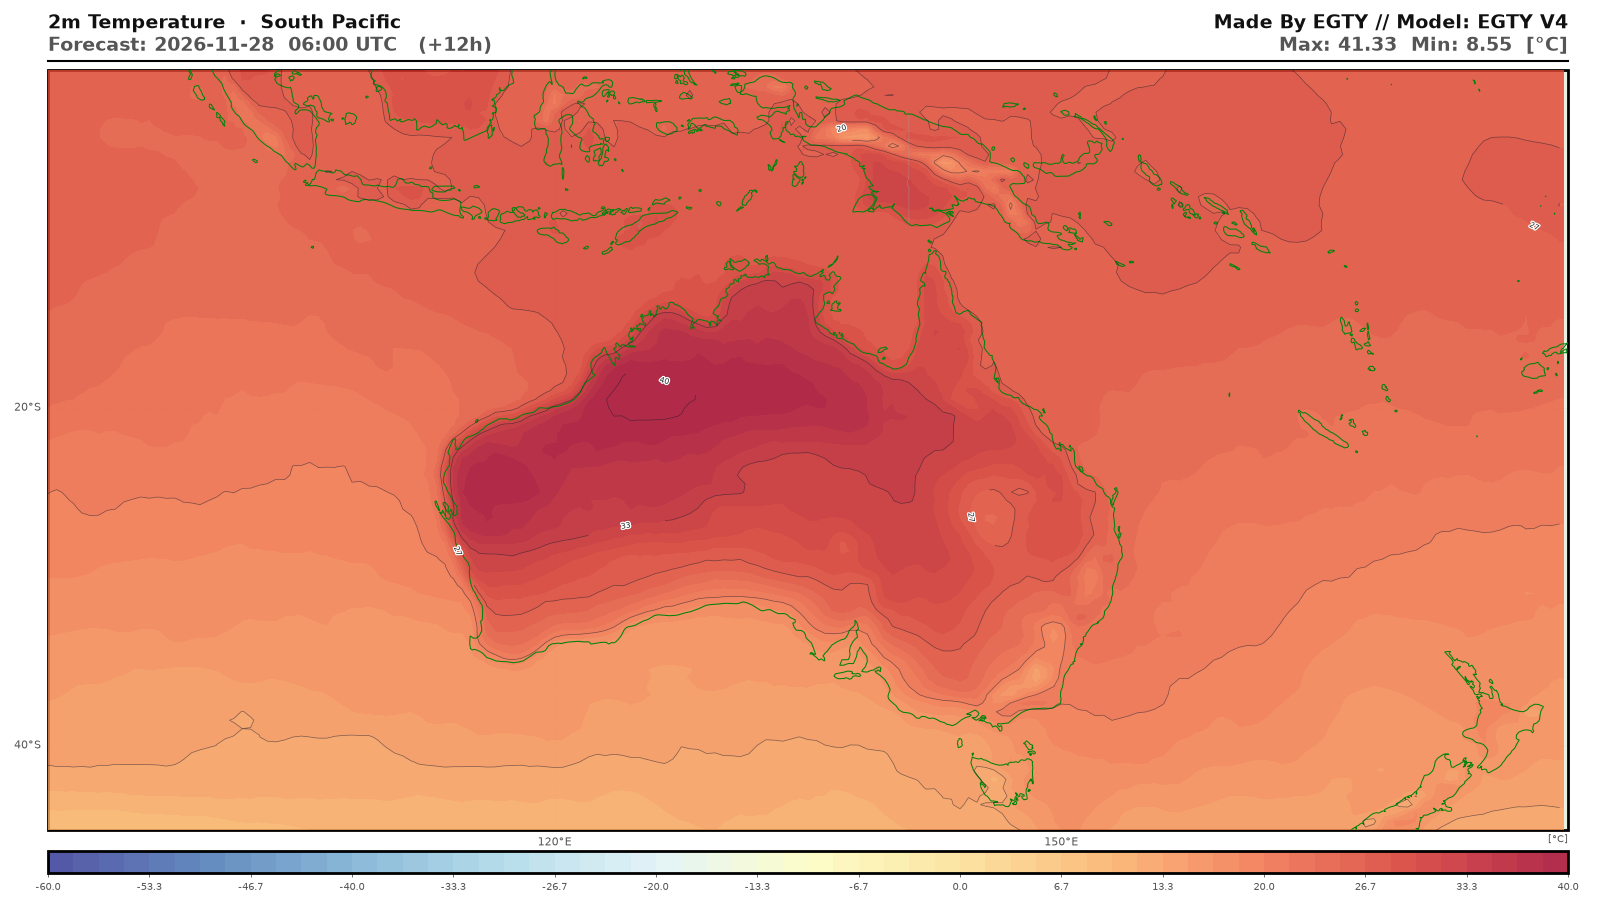 2m Temperature · South Pacific
Made By EGTY // Model: EGTY V4
Forecast: 2026-11-28 06:00 UTC (+12h)
Max: 41.33 Min: 8.55 [°C]
20
27
40
20°S
33
27
27
40°S
120°E
150°E
[°C]
-60.0
-53.3
-46.7
-40.0
-33.3
-26.7
-20.0
-13.3
-6.7
0.0
6.7
13.3
20.0
26.7
33.3
40.0